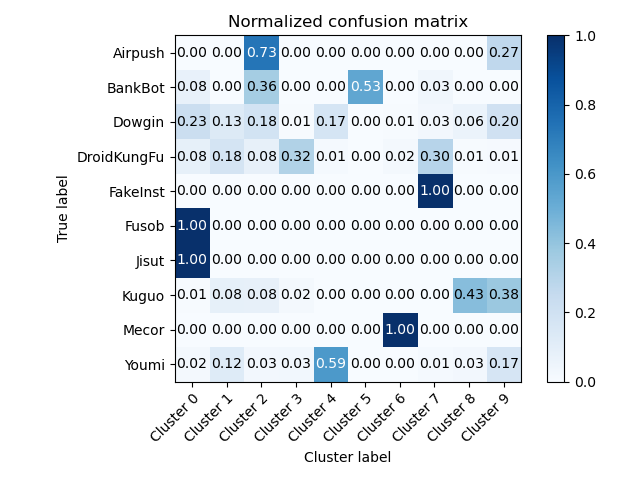 Normalized confusion matrix
Airpush 0.00 0.00 0.73 0.00 0.00 0.00 0.00 0.00 0.00 0.27
BankBot 0.08 0.00 0.36 0.00 0.00 0.53 0.00 0.03 0.00 0.00
Dowgin 0.23 0.13 0.18 0.01 0.17 0.00 0.01 0.03 0.06 0.20
DroidKungFu 0.08 0.18 0.08 0.32 0.01 0.00 0.02 0.30 0.01 0.01
FakeInst 0.00 0.00 0.00 0.00 0.00 0.00 0.00 1.00 0.00 0.00
Fusob 1.00 0.00 0.00 0.00 0.00 0.00 0.00 0.00 0.00 0.00
Jisut 1.00 0.00 0.00 0.00 0.00 0.00 0.00 0.00 0.00 0.00
Kuguo 0.01 0.08 0.08 0.02 0.00 0.00 0.00 0.00 0.43 0.38
Mecor 0.00 0.00 0.00 0.00 0.00 0.00 1.00 0.00 0.00 0.00
Youmi 0.02 0.12 0.03 0.03 0.59 0.00 0.00 0.01 0.03 0.17
True label
Cluster 0 Cluster 1 Cluster 2 Cluster 3 Cluster 4 Cluster 5 Cluster 6 Cluster 7 Cluster 8 Cluster 9
Cluster label
1.0
0.8
0.6
0.4
0.2
0.0